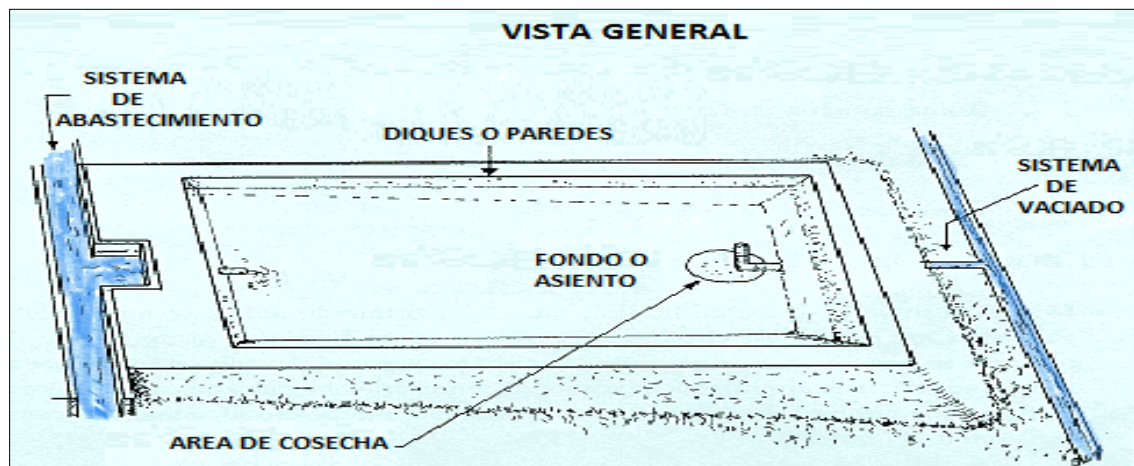 VISTA GENERAL
SISTEMA
DE
ABASTECIMIENTO
DIQUES O PAREDES
SISTEMA
DE
VACIADO
FONDO O
ASIENTO
AREA DE COSECHA